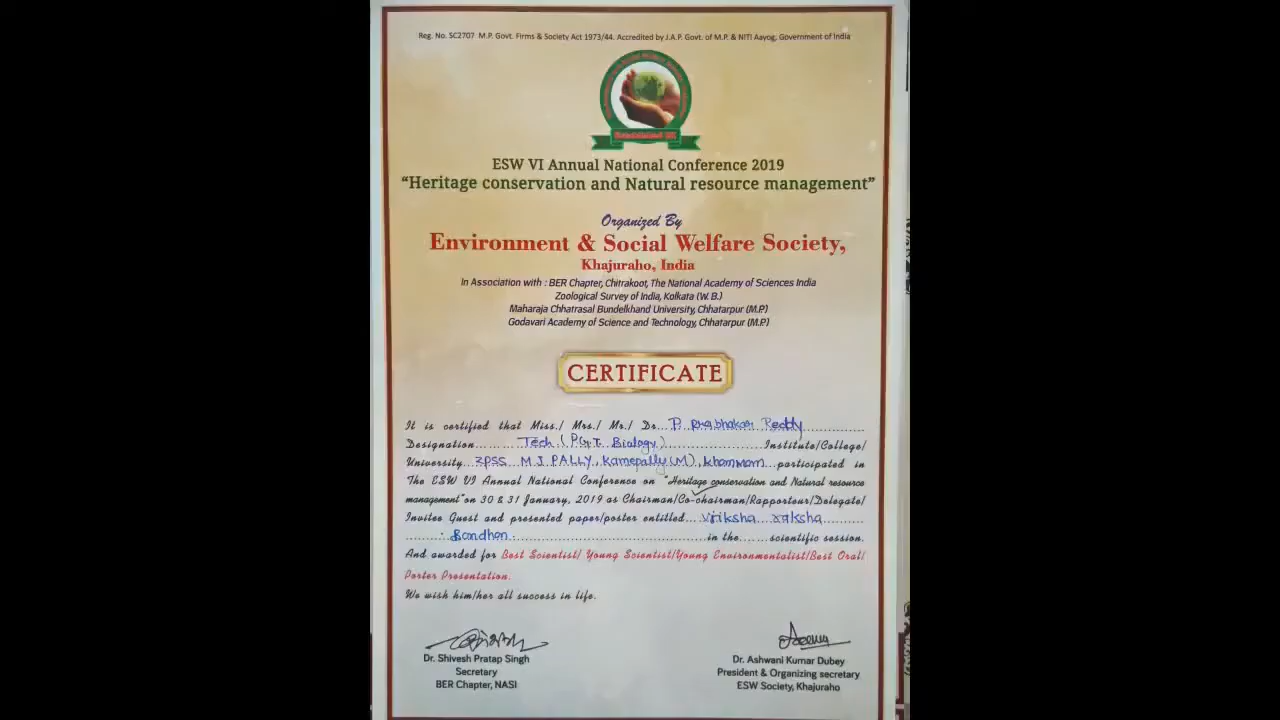 Reg. No. SC2707 M.P. Govt. Firms & Society Act 1973/44. Accredited by J.A.P. Govt. of M.P. & NITI Aayog, Government of India
ESW VI Annual National Conference 2019
“Heritage conservation and Natural resource management”
Organized By
Environment & Social Welfare Society,
Khajuraho, India
In Association with : BER Chapter, Chitrakoot, The National Academy of Sciences India
Zoological Survey of India, Kolkata (W.B.)
Maharaja Chhatrasal Bundelkhand University, Chhatarpur (M.P)
Godavari Academy of Science and Technology, Chhatarpur (M.P)
CERTIFICATE
It is certified that Miss./ Mrs./ Mr./ Dr... P. Prabhakar Reddy
Designation Tech (PG.T. Biology) Institute/College/
University ZPSS M J PALLY, Kamepally(M), khammam participated in
The ESW VI Annual National Conference on "Heritage conservation and Natural resource
management" on 30 & 31 January, 2019 as Chairman/Co-chairman/Rapporteur/Delegate/
Invitee Guest and presented paper/poster entitled... Vriksha raksha
Bandhan in the scientific session.
And awarded for Best Scientist/ Young Scientist/Young Environmentalist/Best Oral/
Poster Presentation.
We wish him/her all success in life.
Dr. Shivesh Pratap Singh
Secretary
BER Chapter, NASI
Dr. Ashwani Kumar Dubey
President & Organizing secretary
ESW Society, Khajuraho